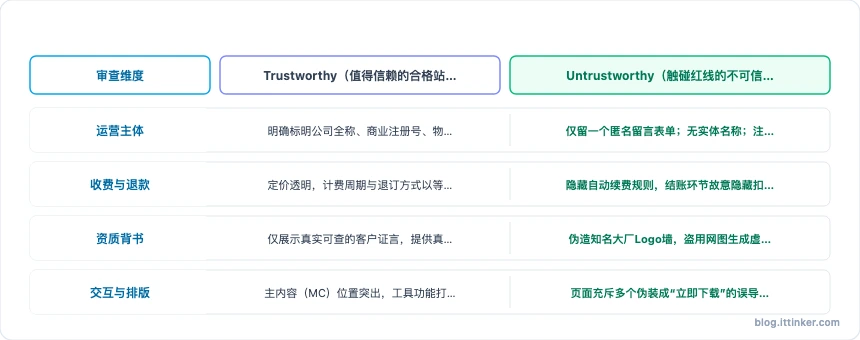 审查维度
Trustworthy（值得信赖的合格站...
Untrustworthy（触碰红线的不可信...
运营主体
明确标明公司全称、商业注册号、物...
仅留一个匿名留言表单；无实体名称；注...
收费与退款
定价透明，计费周期与退订方式以等...
隐藏自动续费规则，结账环节故意隐藏扣...
资质背书
仅展示真实可查的客户证言，提供真...
伪造知名大厂Logo墙，盗用网图生成虚...
交互与排版
主内容（MC）位置突出，工具功能打...
页面充斥多个伪装成“立即下载”的误导...
blog.ittinker.com